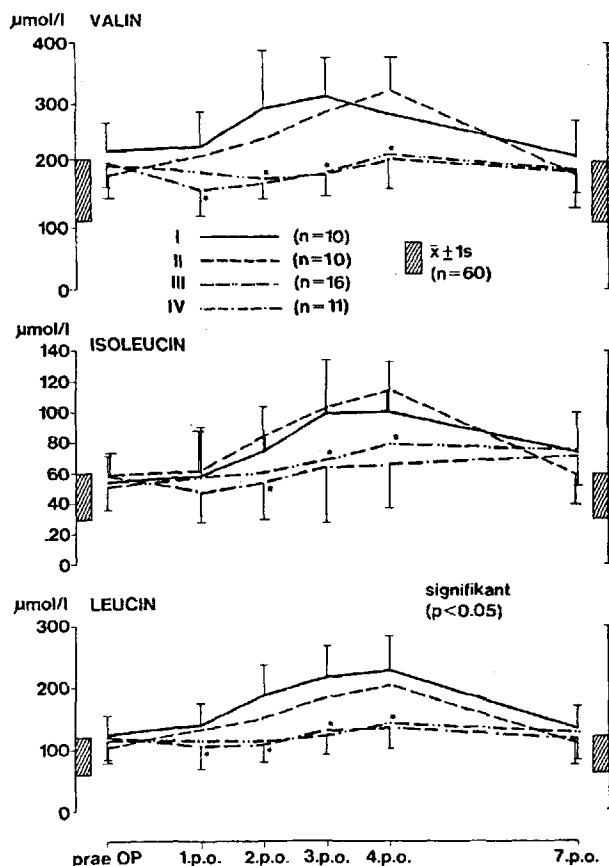 µmol/l VALIN
400
300
200
100
0
I (n=10)
II (n=10)
III (n=16)
IV (n=11)
x̄ ± 1s
(n=60)
µmol/l ISOLEUCIN
140
120
100
80
60
40
20
0
µmol/l LEUCIN
signifikant
(p<0.05)
300
200
100
0
prae OP 1.p.o. 2.p.o. 3.p.o. 4.p.o. 7.p.o.